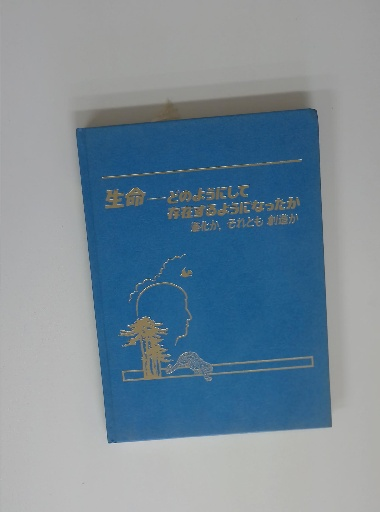 生命—どのようにして
存在するようになったか
進化か,それとも 創造か